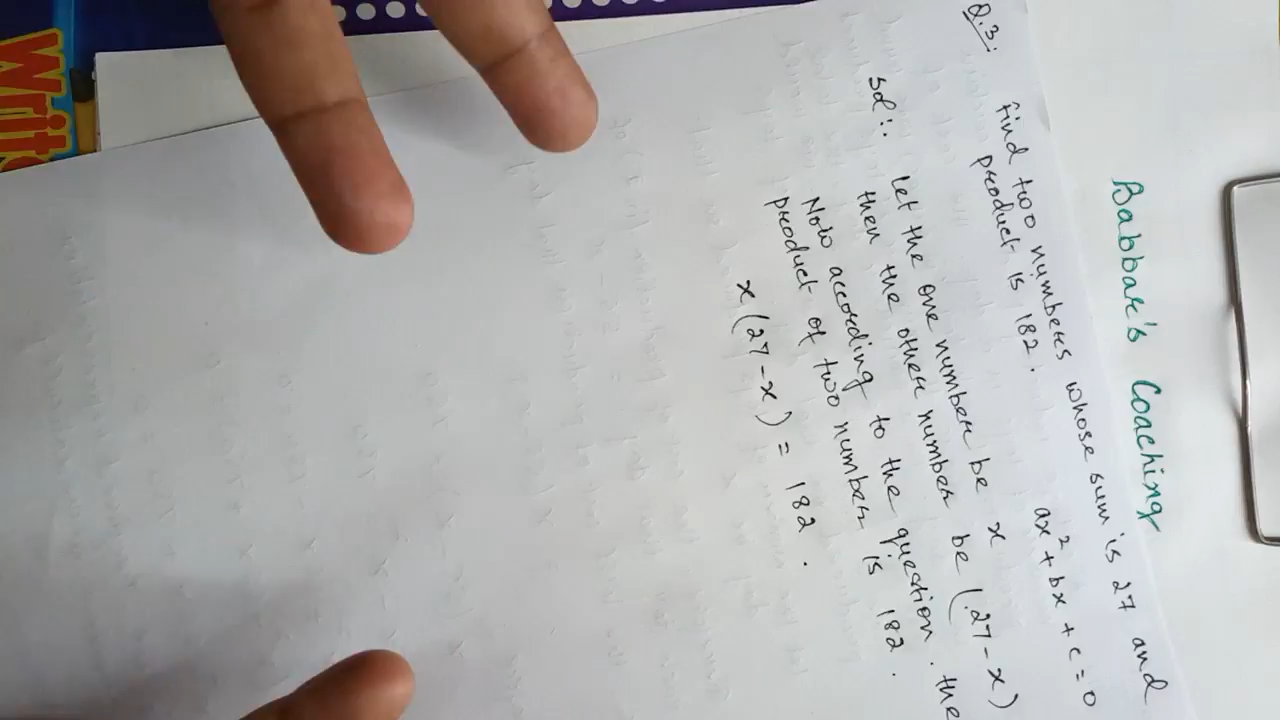 Babbar's Coaching
Q.3. Find two numbers whose sum is 27 and
product is 182.
ax² + bx + c = 0
Sol:. Let the one number be x
then the other number be (27-x)
Now according to the question. the
product of two number is 182.
x(27-x) = 182.